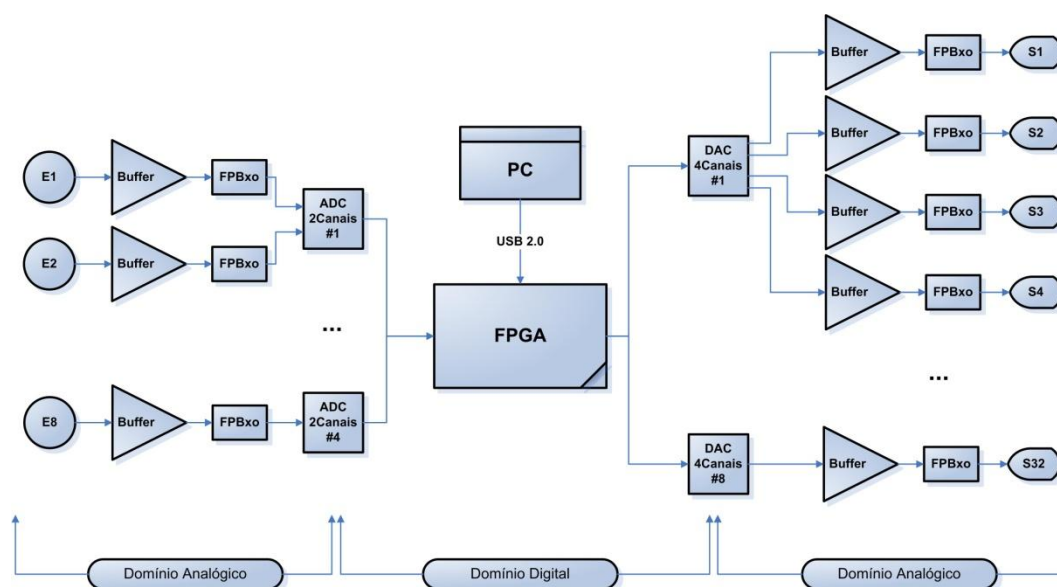 Buffer
FPBxo
S1
Buffer
FPBxo
S2
DAC
4Canais
#1
PC
E1
Buffer
FPBxo
ADC
2Canais
#1
Buffer
FPBxo
S3
USB 2.0
E2
Buffer
FPBxo
Buffer
FPBxo
S4
...
FPGA
...
E8
Buffer
FPBxo
ADC
2Canais
#4
DAC
4Canais
#8
Buffer
FPBxo
S32
Domínio Analógico
Domínio Digital
Domínio Analógico